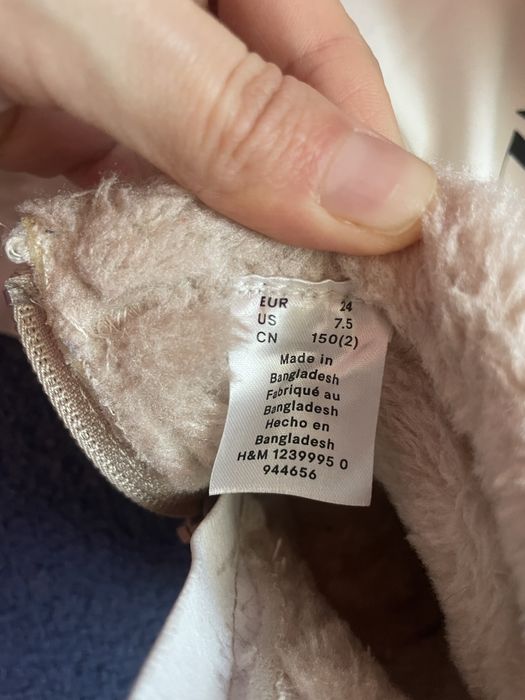 EUR 24
US 7.5
CN 150(2)
Made in
Bangladesh
Fabriqué au
Bangladesh
Hecho en
Bangladesh
H&M 1239995 0
944656